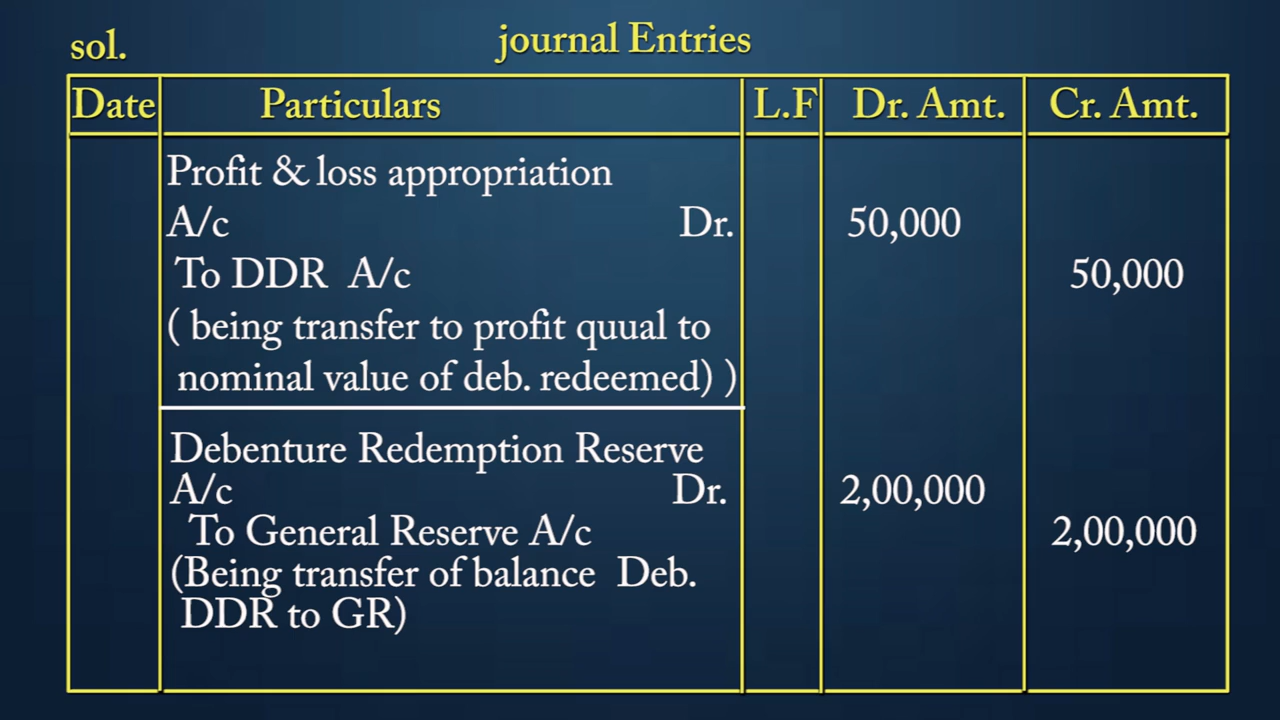 sol.
journal Entries
Date Particulars L.F Dr. Amt. Cr. Amt.
Profit & loss appropriation
A/c Dr. 50,000
To DDR A/c 50,000
( being transfer to profit quual to
nominal value of deb. redeemed) )
Debenture Redemption Reserve
A/c Dr. 2,00,000
To General Reserve A/c 2,00,000
(Being transfer of balance Deb.
DDR to GR)